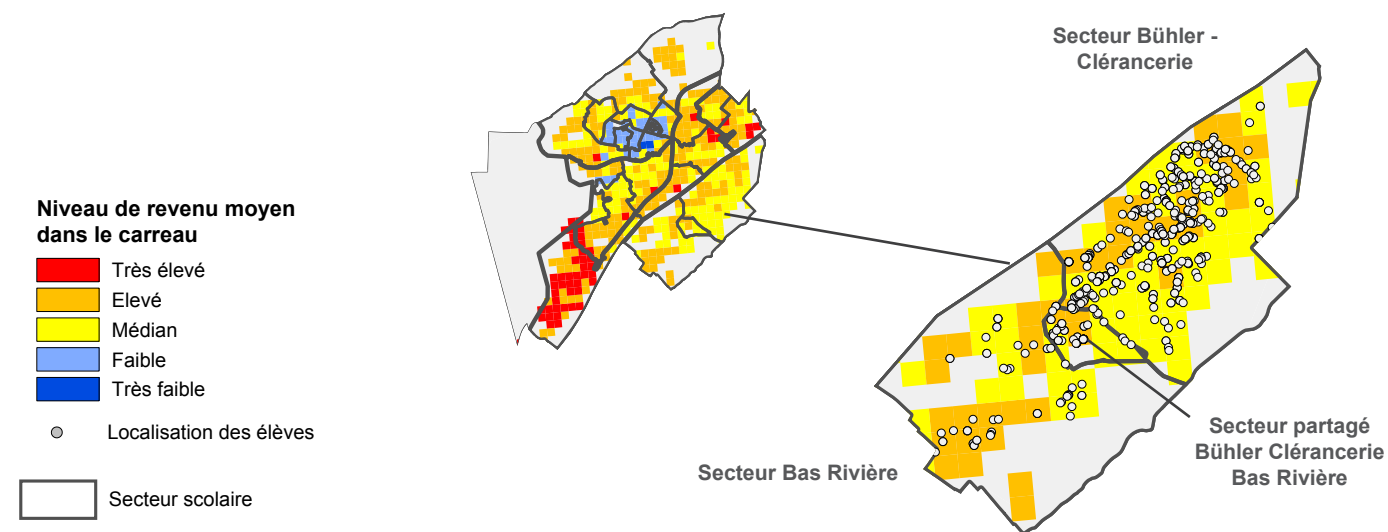 Secteur Bühler -
Clérancerie
Niveau de revenu moyen
dans le carreau
Très élevé
Elevé
Médian
Faible
Très faible
Localisation des élèves
Secteur scolaire
Secteur Bas Rivière
Secteur partagé
Bühler Clérancerie
Bas Rivière